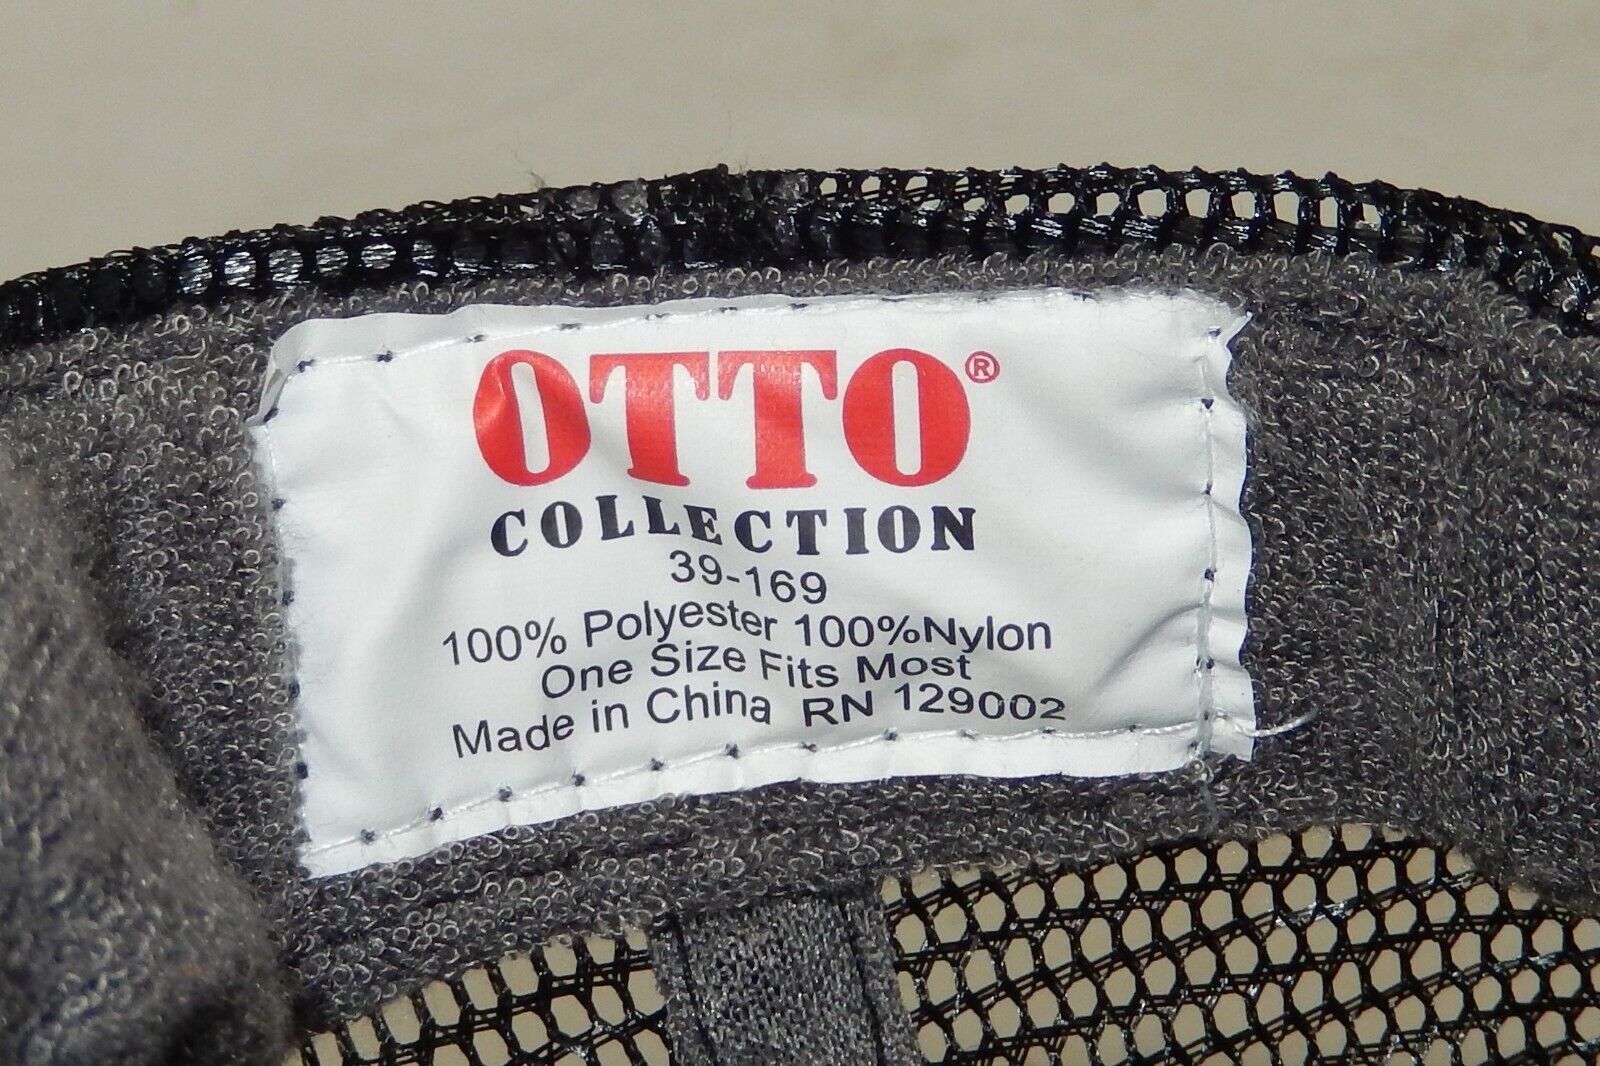 OTTO®
COLLECTION
39-169
100% Polyester 100%Nylon
One Size Fits Most
Made in China RN 129002